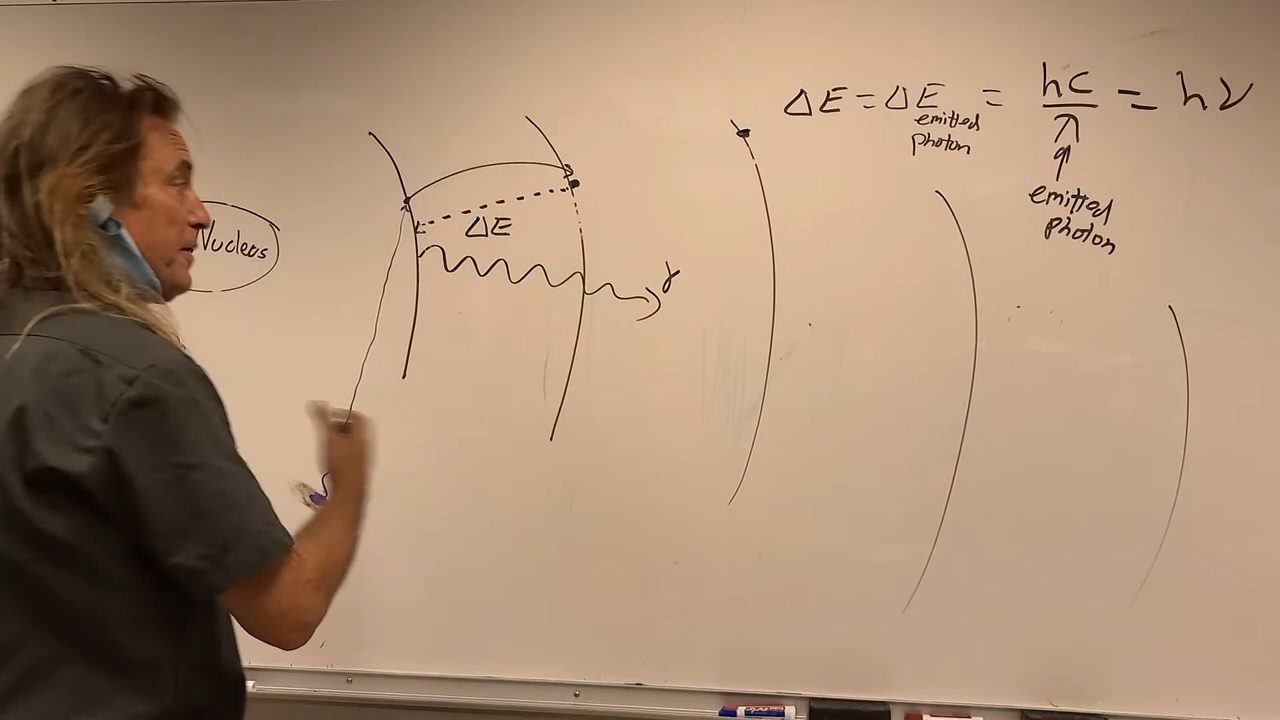 ΔE = ΔE emitted photon = hc/λ = hν
emitted
photon
Nucleus
ΔE
γ